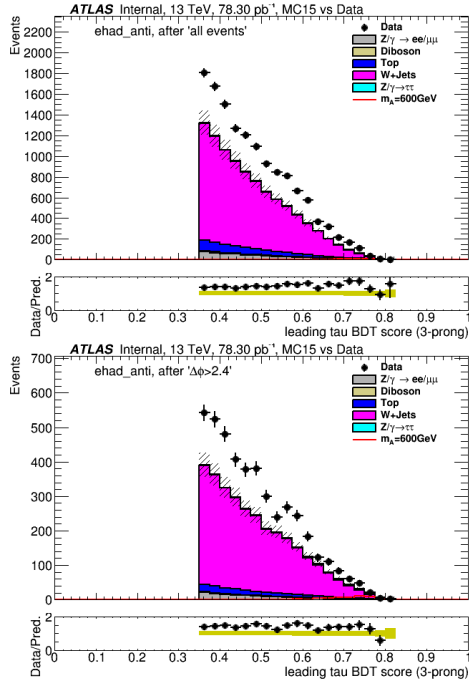 ATLAS Internal, 13 TeV, 78.30 pb⁻¹, MC15 vs Data
Events
2200
2000
1800
1600
1400
1200
1000
800
600
400
200
0
ehad_anti, after 'all events'
Data
Z/γ → ee/μμ
Diboson
Top
W+Jets
Z/γ→ττ
m_A=600GeV
Data/Pred.
2
0
0 0.1 0.2 0.3 0.4 0.5 0.6 0.7 0.8 0.9 1
leading tau BDT score (3-prong)
ATLAS Internal, 13 TeV, 78.30 pb⁻¹, MC15 vs Data
Events
700
600
500
400
300
200
100
0
ehad_anti, after 'Δϕ>2.4'
Data
Z/γ → ee/μμ
Diboson
Top
W+Jets
Z/γ→ττ
m_A=600GeV
Data/Pred.
2
0
0 0.1 0.2 0.3 0.4 0.5 0.6 0.7 0.8 0.9 1
leading tau BDT score (3-prong)